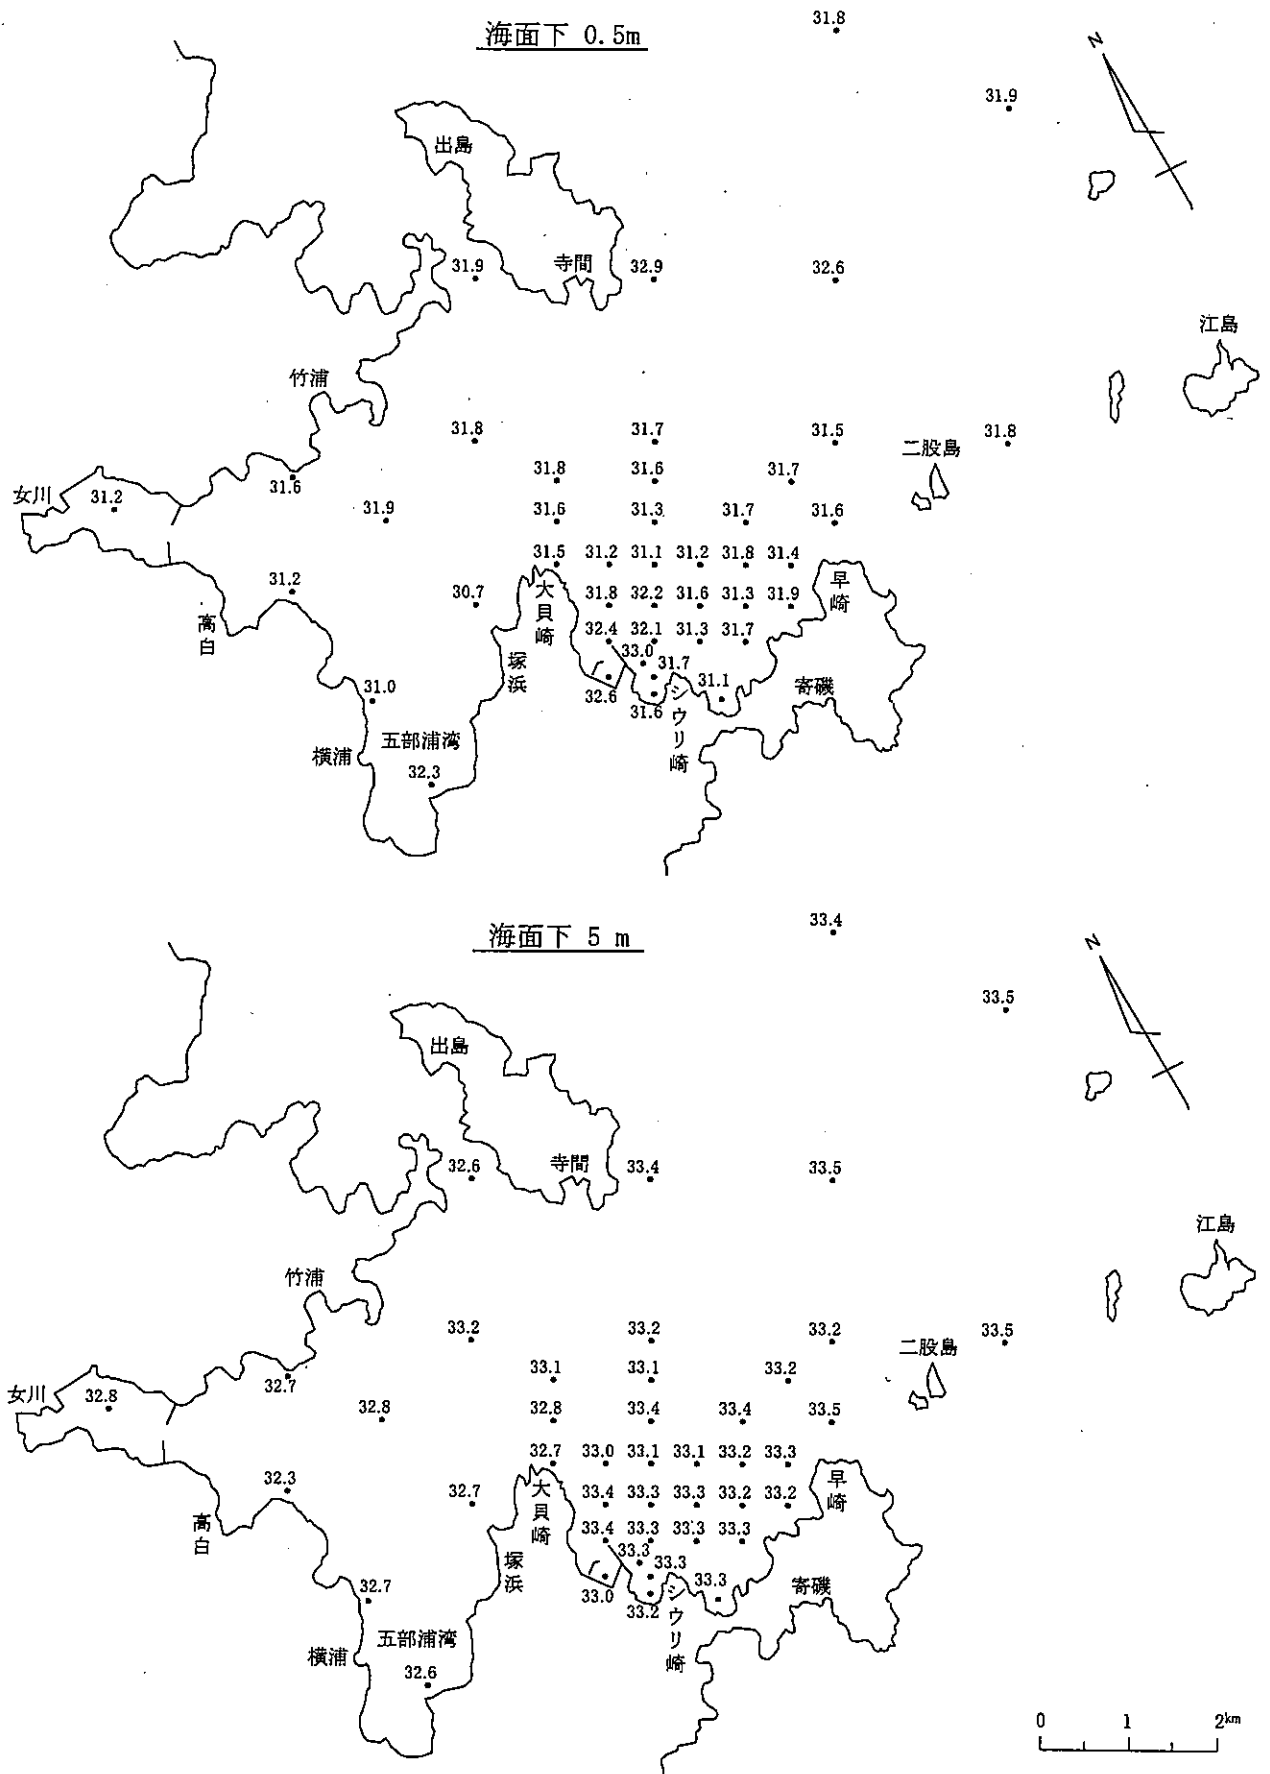 海面下 0.5m
31.8
N
31.9
出島
31.9
寺間
32.9
32.6
江島
竹浦
31.8
31.7
31.5
31.8
二股島
女川
31.2
31.6
31.8
31.6
31.7
31.9
31.6
31.3
31.7
31.6
31.5
31.2
31.1
31.2
31.8
31.4
31.2
30.7
大貝崎
31.8
32.2
31.6
31.3
31.9
早崎
高白
32.4
32.1
31.3
31.7
塚浜
33.0
31.7
31.0
32.6
31.6
シウリ崎
31.1
寄磯
横浦
五部浦湾
32.3
海面下 5 m
33.4
N
33.5
出島
32.6
寺間
33.4
33.5
江島
竹浦
33.2
33.2
33.2
33.5
二股島
女川
32.8
32.7
33.1
33.1
33.2
32.8
32.8
33.4
33.4
33.5
32.7
33.0
33.1
33.1
33.2
33.3
32.3
32.7
大貝崎
33.4
33.3
33.3
33.2
33.2
早崎
高白
33.4
33.3
33.3
33.3
塚浜
33.3
33.3
32.7
33.0
33.2
シウリ崎
33.3
寄磯
横浦
五部浦湾
32.6
0 1 2km